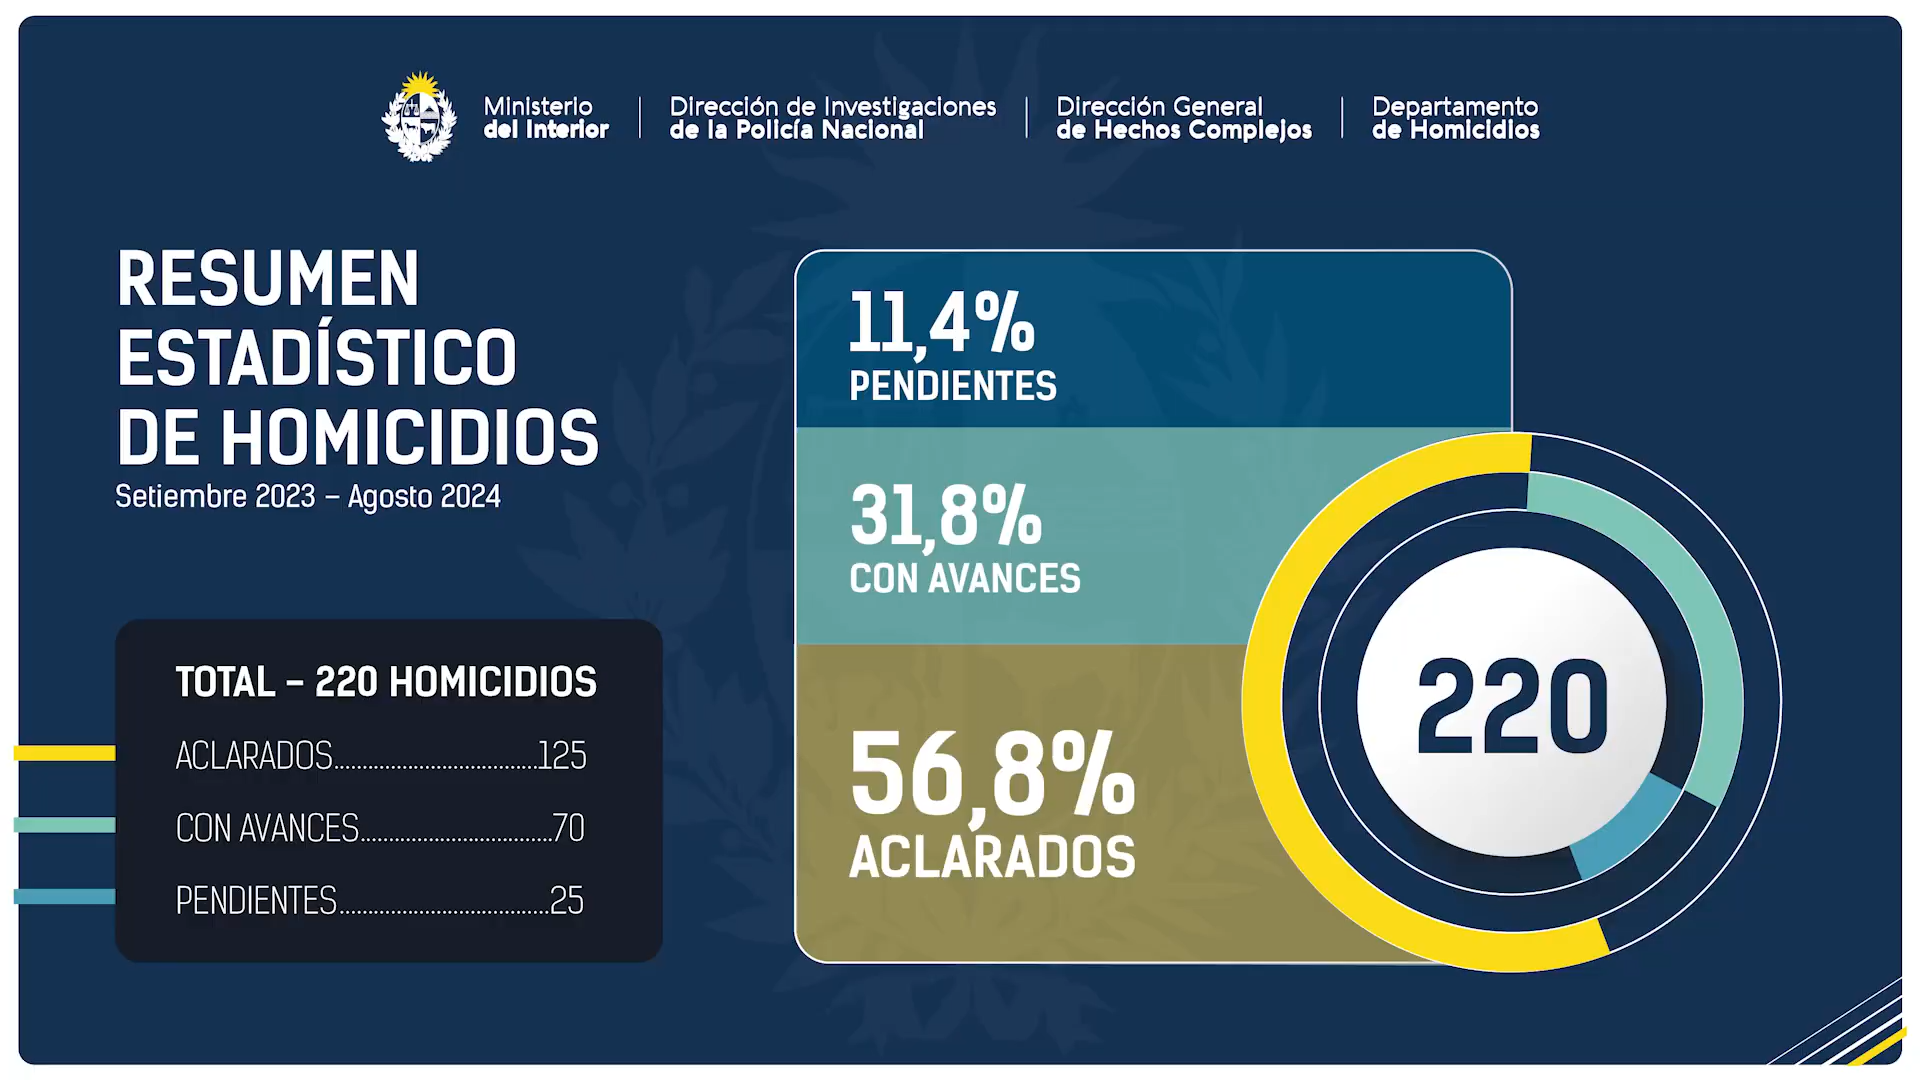 Ministerio
del Interior
Dirección de Investigaciones
de la Policía Nacional
Dirección General
de Hechos Complejos
Departamento
de Homicidios
RESUMEN
ESTADÍSTICO
DE HOMICIDIOS
Setiembre 2023 – Agosto 2024
TOTAL – 220 HOMICIDIOS
ACLARADOS.....................................125
CON AVANCES...................................70
PENDIENTES......................................25
11,4%
PENDIENTES
31,8%
CON AVANCES
56,8%
ACLARADOS
220